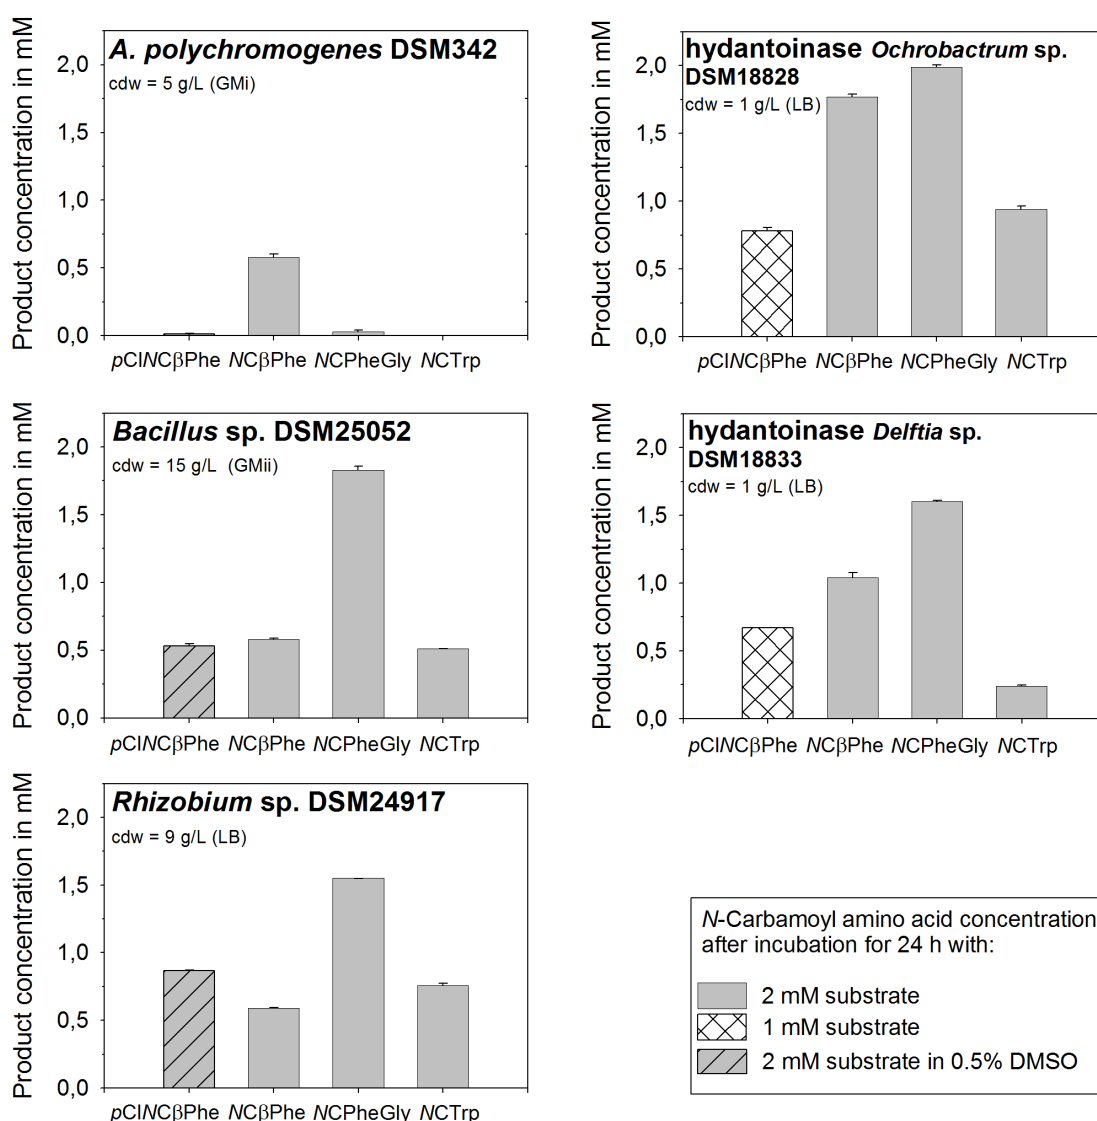 Product concentration in mM
A. polychromogenes DSM342
cdw = 5 g/L (GMi)
2,0
1,5
1,0
0,5
0,0
pClNCβPhe NCβPhe NCPheGly NCTrp
Product concentration in mM
hydantoinase Ochrobactrum sp.
DSM18828
cdw = 1 g/L (LB)
2,0
1,5
1,0
0,5
0,0
pClNCβPhe NCβPhe NCPheGly NCTrp
Product concentration in mM
Bacillus sp. DSM25052
cdw = 15 g/L (GMii)
2,0
1,5
1,0
0,5
0,0
pClNCβPhe NCβPhe NCPheGly NCTrp
Product concentration in mM
hydantoinase Delftia sp.
DSM18833
cdw = 1 g/L (LB)
2,0
1,5
1,0
0,5
0,0
pClNCβPhe NCβPhe NCPheGly NCTrp
Product concentration in mM
Rhizobium sp. DSM24917
cdw = 9 g/L (LB)
2,0
1,5
1,0
0,5
0,0
pClNCβPhe NCβPhe NCPheGly NCTrp
N-Carbamoyl amino acid concentration
after incubation for 24 h with:
2 mM substrate
1 mM substrate
2 mM substrate in 0.5% DMSO